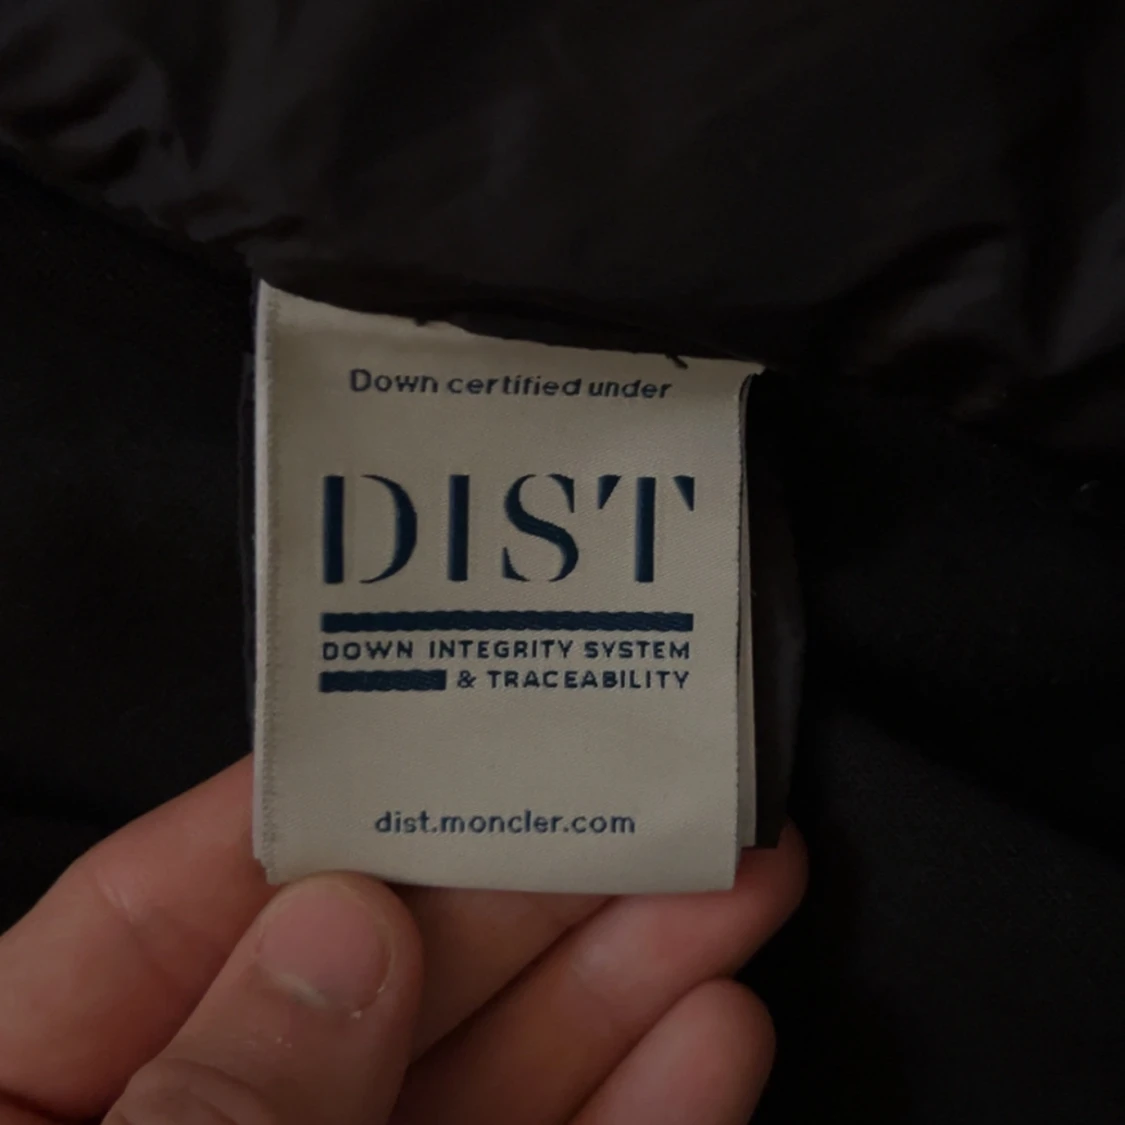 Down certified under
DIST
DOWN INTEGRITY SYSTEM
& TRACEABILITY
dist.moncler.com